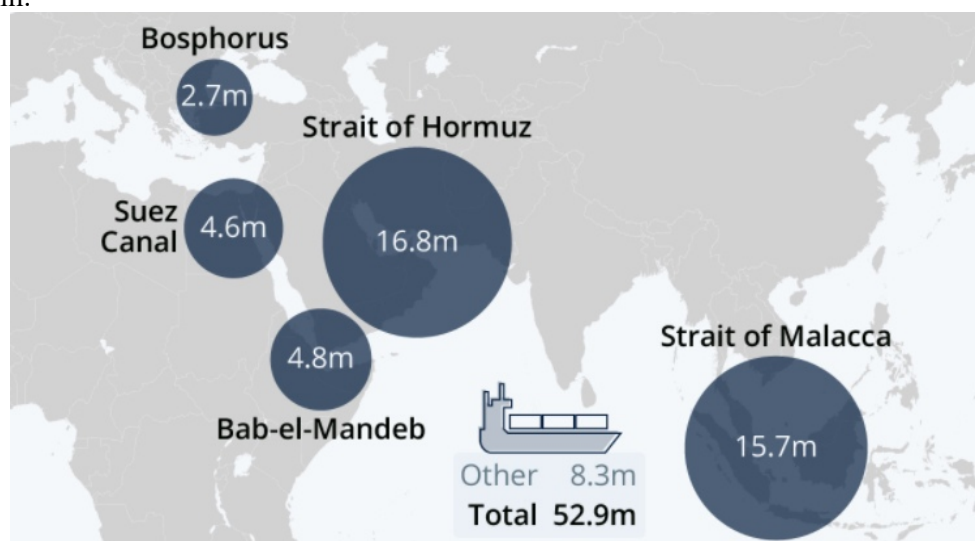 m.
Bosphorus
2.7m
Strait of Hormuz
16.8m
Suez
Canal
4.6m
4.8m
Bab-el-Mandeb
Strait of Malacca
15.7m
Other 8.3m
Total 52.9m